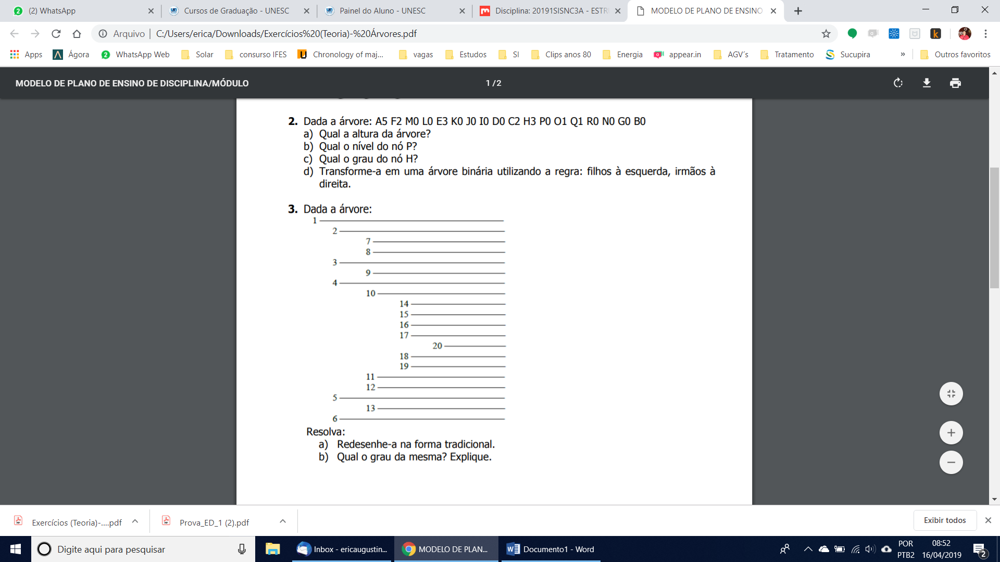 (2) WhatsApp
Cursos de Graduação - UNESC
Painel do Aluno - UNESC
Disciplina: 20191SISNC3A - ESTR
MODELO DE PLANO DE ENSINO
Arquivo | C:/Users/erica/Downloads/Exercícios%20(Teoria)-%20Árvores.pdf
Apps Ágora WhatsApp Web Solar consurso IFES Chronology of maj... vagas Estudos SI Clips anos 80 Energia appear.in AGV´s Tratamento Sucupira » Outros favoritos
MODELO DE PLANO DE ENSINO DE DISCIPLINA/MÓDULO 1 / 2
2. Dada a árvore: A5 F2 M0 L0 E3 K0 J0 I0 D0 C2 H3 P0 O1 Q1 R0 N0 G0 B0
a) Qual a altura da árvore?
b) Qual o nível do nó P?
c) Qual o grau do nó H?
d) Transforme-a em uma árvore binária utilizando a regra: filhos à esquerda, irmãos à
direita.
3. Dada a árvore:
1
2
7
8
3
9
4
10
14
15
16
17
20
18
19
11
12
5
13
6
Resolva:
a) Redesenhe-a na forma tradicional.
b) Qual o grau da mesma? Explique.
Exercícios (Teoria)-....pdf Prova_ED_1 (2).pdf Exibir todos
Digite aqui para pesquisar Inbox - ericaugustin... MODELO DE PLAN... Documento1 - Word
POR 08:52
PTB2 16/04/2019 2